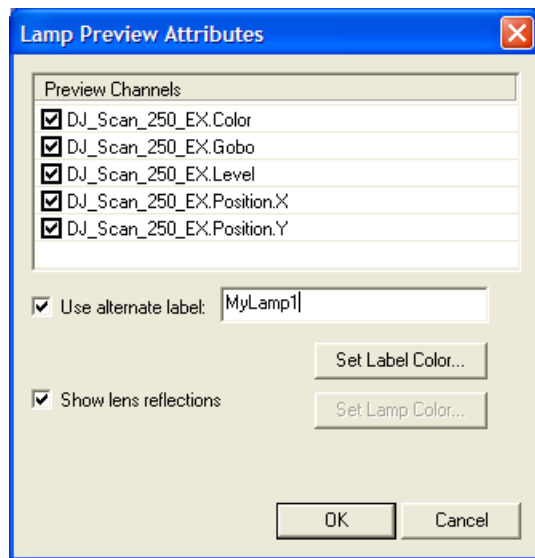 Lamp Preview Attributes
Preview Channels
DJ_Scan_250_EX.Color
DJ_Scan_250_EX.Gobo
DJ_Scan_250_EX.Level
DJ_Scan_250_EX.Position.X
DJ_Scan_250_EX.Position.Y
Use alternate label: MyLamp1
Set Label Color...
Show lens reflections
Set Lamp Color...
OK Cancel